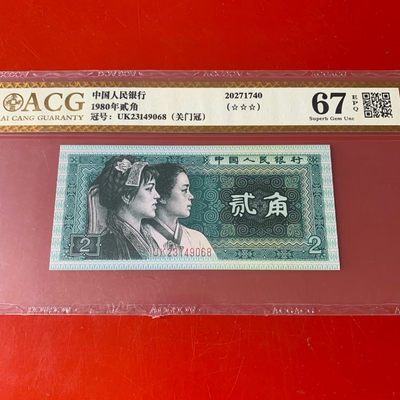 ACG
AI CANG GUARANTY
中国人民银行
1980年贰角
冠号: UK23149068 (关门冠)
20271740
(☆☆☆)
67 EPQ
Superb Gem Unc
中国人民银行
贰角
2
2
UK23149068